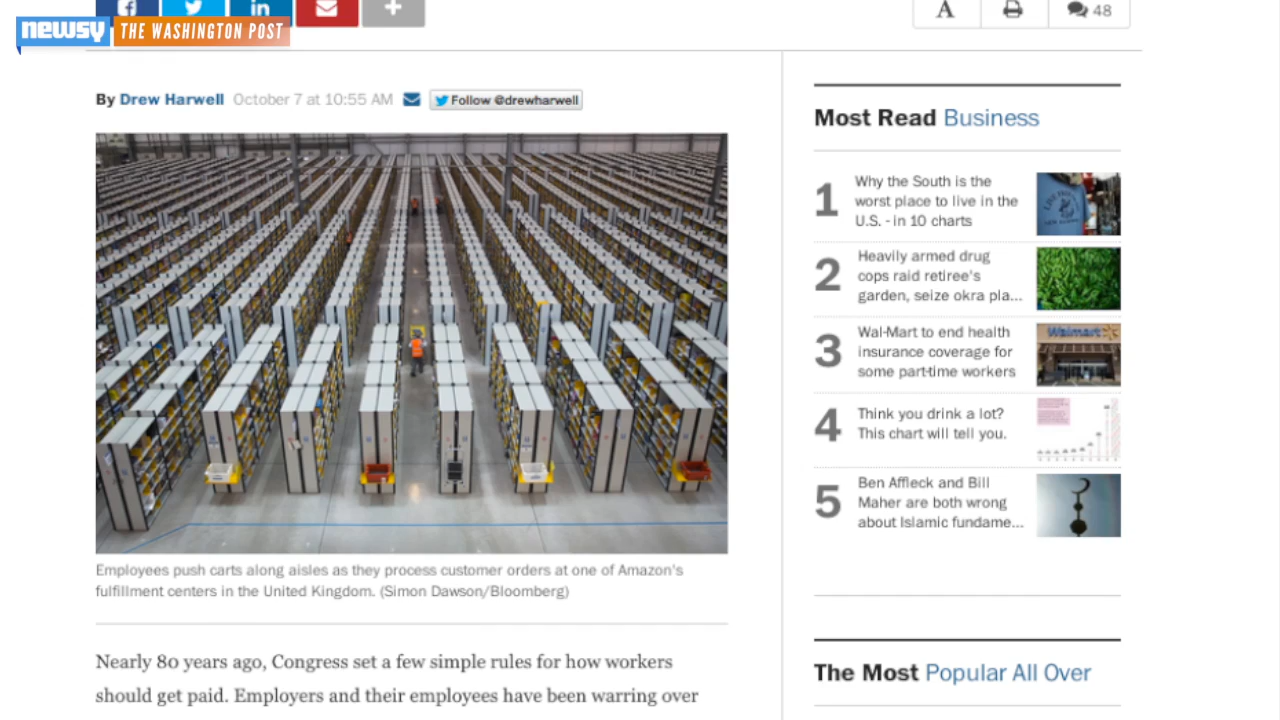 newsy THE WASHINGTON POST
A
48
By Drew Harwell October 7 at 10:55 AM Follow @drewharwell
Employees push carts along aisles as they process customer orders at one of Amazon's
fulfillment centers in the United Kingdom. (Simon Dawson/Bloomberg)
Nearly 80 years ago, Congress set a few simple rules for how workers
should get paid. Employers and their employees have been warring over
Most Read Business
1
Why the South is the
worst place to live in the
U.S. - in 10 charts
2
Heavily armed drug
cops raid retiree's
garden, seize okra pla...
3
Wal-Mart to end health
insurance coverage for
some part-time workers
Walmart
4
Think you drink a lot?
This chart will tell you.
5
Ben Affleck and Bill
Maher are both wrong
about Islamic fundame...
The Most Popular All Over